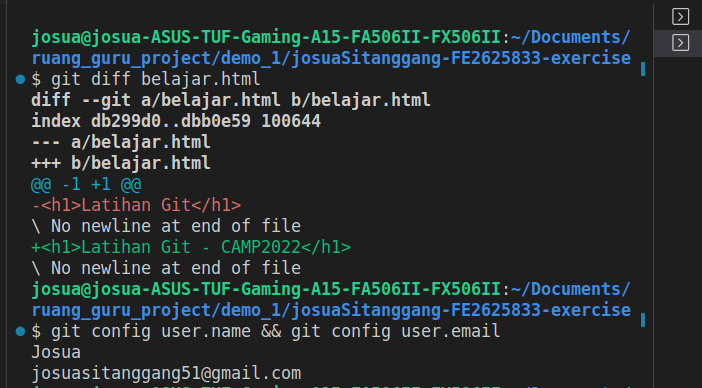 josua@josua-ASUS-TUF-Gaming-A15-FA506II-FX506II:~/Documents/
ruang_guru_project/demo_1/josuaSitanggang-FE2625833-exercise
$ git diff belajar.html
diff --git a/belajar.html b/belajar.html
index db299d0..dbb0e59 100644
--- a/belajar.html
+++ b/belajar.html
@@ -1 +1 @@
-<h1>Latihan Git</h1>
\ No newline at end of file
+<h1>Latihan Git - CAMP2022</h1>
\ No newline at end of file
josua@josua-ASUS-TUF-Gaming-A15-FA506II-FX506II:~/Documents/
ruang_guru_project/demo_1/josuaSitanggang-FE2625833-exercise
$ git config user.name && git config user.email
Josua
josuasitanggang51@gmail.com